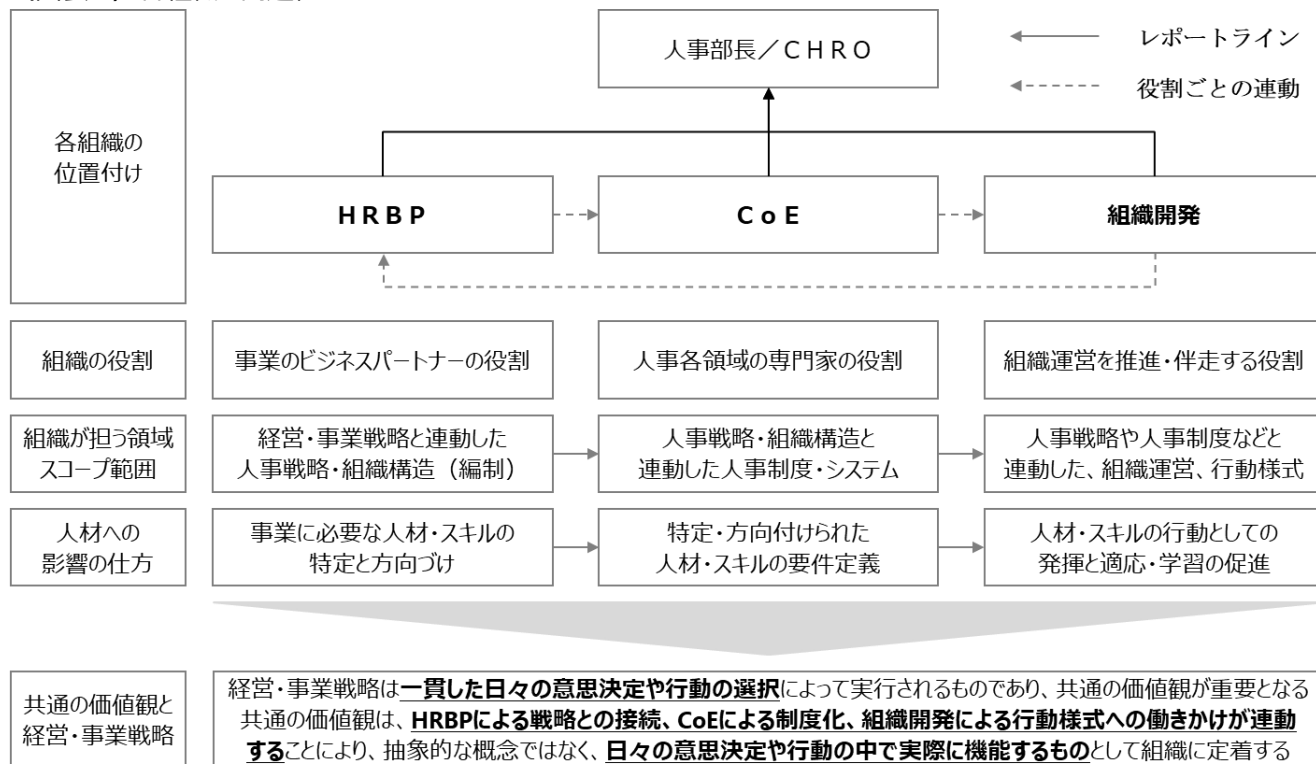 人事部長／ＣＨＲＯ
レポートライン
役割ごとの連動
各組織の
位置付け
ＨＲＢＰ
ＣｏＥ
組織開発
組織の役割
事業のビジネスパートナーの役割
人事各領域の専門家の役割
組織運営を推進・伴走する役割
組織が担う領域
スコープ範囲
経営・事業戦略と連動した
人事戦略・組織構造（編制）
人事戦略・組織構造と
連動した人事制度・システム
人事戦略や人事制度などと
連動した、組織運営、行動様式
人材への
影響の仕方
事業に必要な人材・スキルの
特定と方向づけ
特定・方向付けられた
人材・スキルの要件定義
人材・スキルの行動としての
発揮と適応・学習の促進
共通の価値観と
経営・事業戦略
経営・事業戦略は一貫した日々の意思決定や行動の選択によって実行されるものであり、共通の価値観が重要となる
共通の価値観は、HRBPによる戦略との接続、CoEによる制度化、組織開発による行動様式への働きかけが連動
することにより、抽象的な概念ではなく、日々の意思決定や行動の中で実際に機能するものとして組織に定着する